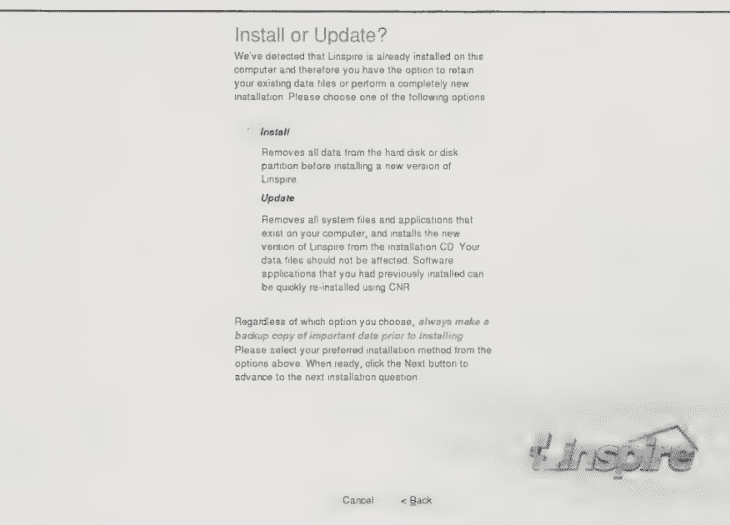 Install or Update?
We've detected that Linspire is already installed on this
computer and therefore you have the option to retain
your existing data files or perform a completely new
installation. Please choose one of the following options
Install
Removes all data from the hard disk or disk
partition before installing a new version of
Linspire.
Update
Removes all system files and applications that
exist on your computer, and installs the new
version of Linspire from the installation CD. Your
data files should not be affected. Software
applications that you had previously installed can
be quickly re-installed using CNR
Regardless of which option you choose, always make a
backup copy of important data prior to installing
Please select your preferred installation method from the
options above. When ready, click the Next button to
advance to the next installation question
Linspire
Cancel < Back